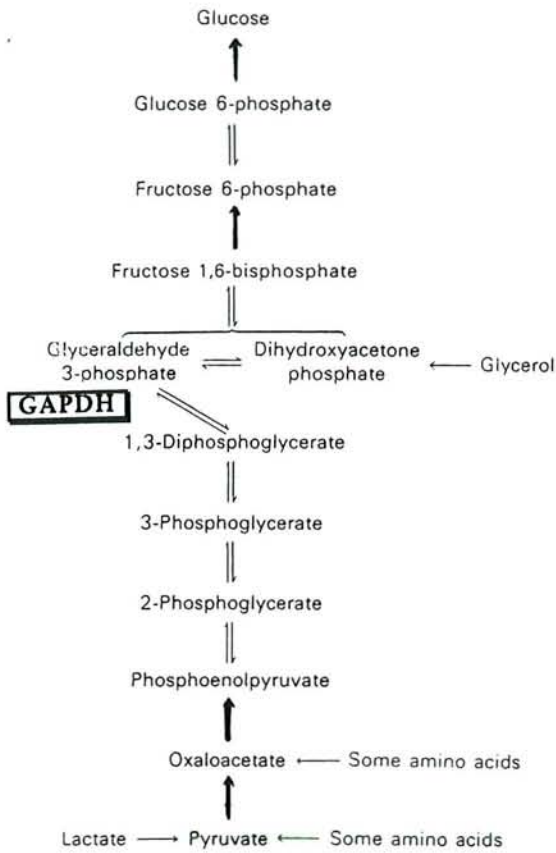 Glucose
Glucose 6-phosphate
Fructose 6-phosphate
Fructose 1,6-bisphosphate
Glyceraldehyde
3-phosphate
Dihydroxyacetone
phosphate
Glycerol
GAPDH
1,3-Diphosphoglycerate
3-Phosphoglycerate
2-Phosphoglycerate
Phosphoenolpyruvate
Oxaloacetate
Some amino acids
Lactate
Pyruvate
Some amino acids